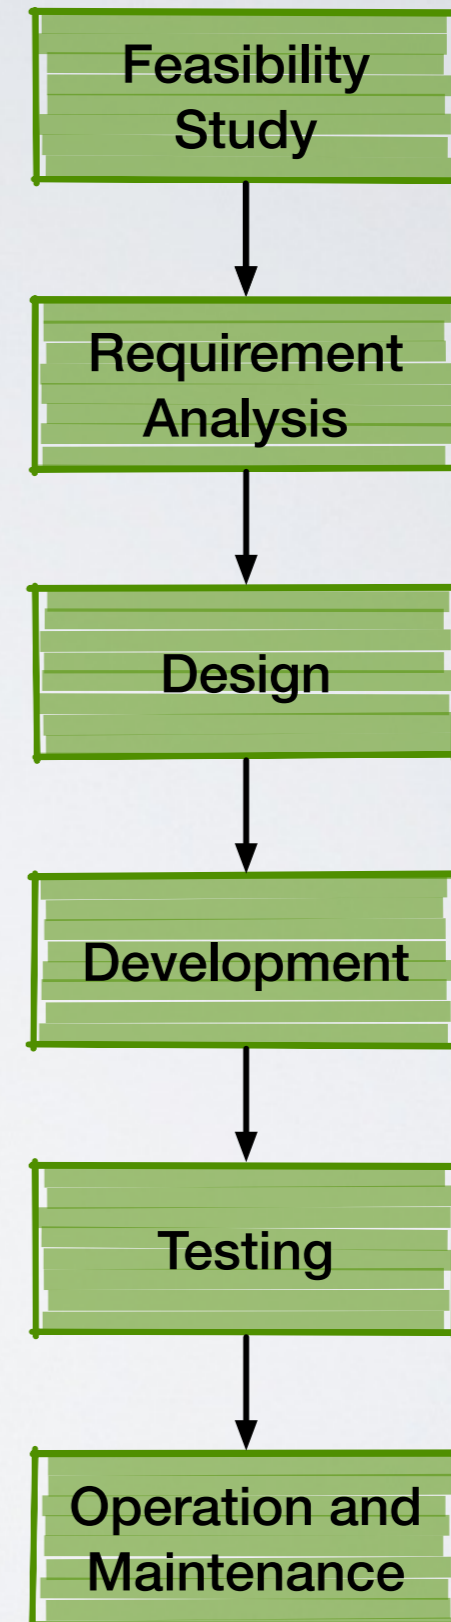 Feasibility
Study
Requirement
Analysis
Design
Development
Testing
Operation and
Maintenance